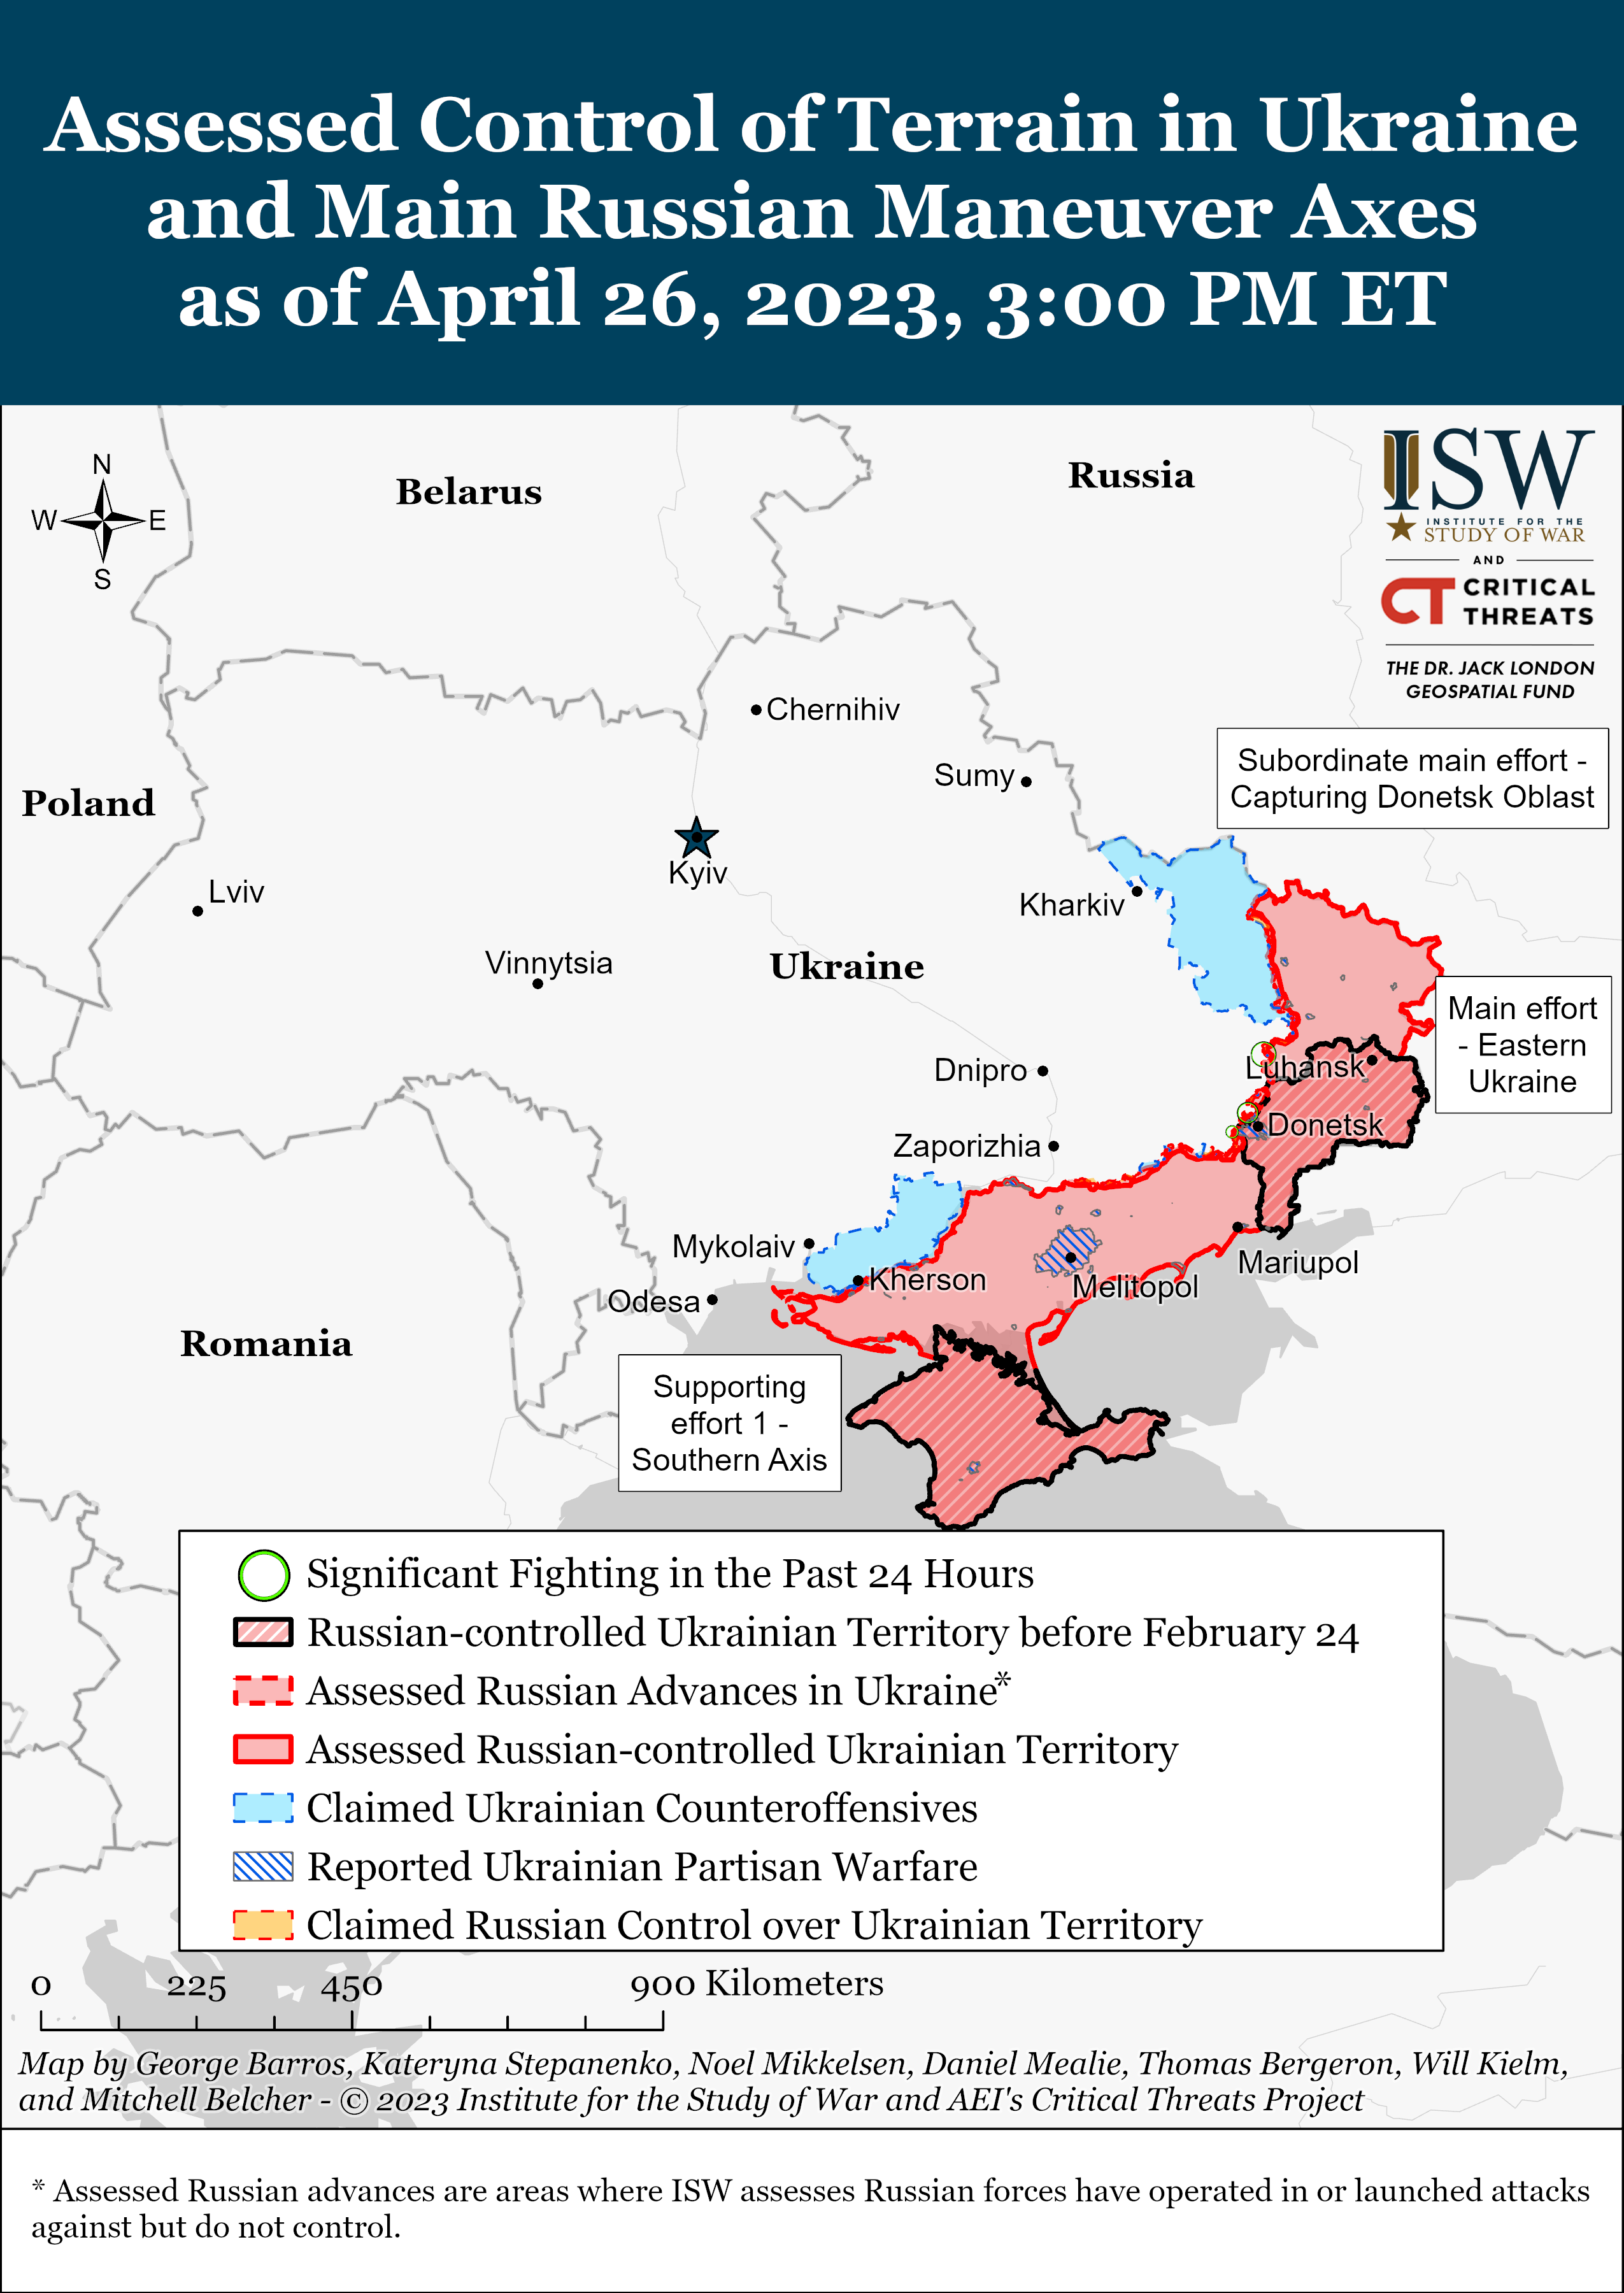 Assessed Control of Terrain in Ukraine
and Main Russian Maneuver Axes
as of April 26, 2023, 3:00 PM ET
N
W
E
S
Belarus
Russia
ISW
INSTITUTE FOR THE
STUDY OF WAR
AND
CT CRITICAL
THREATS
THE DR. JACK LONDON
GEOSPATIAL FUND
Chernihiv
Subordinate main effort -
Capturing Donetsk Oblast
Sumy
Poland
Kyiv
Lviv
Kharkiv
Vinnytsia
Ukraine
Main effort
- Eastern
Ukraine
Dnipro
Luhansk
Donetsk
Zaporizhia
Mykolaiv
Kherson
Melitopol
Mariupol
Odesa
Romania
Supporting
effort 1 -
Southern Axis
Significant Fighting in the Past 24 Hours
Russian-controlled Ukrainian Territory before February 24
Assessed Russian Advances in Ukraine*
Assessed Russian-controlled Ukrainian Territory
Claimed Ukrainian Counteroffensives
Reported Ukrainian Partisan Warfare
Claimed Russian Control over Ukrainian Territory
0 225 450 900 Kilometers
Map by George Barros, Kateryna Stepanenko, Noel Mikkelsen, Daniel Mealie, Thomas Bergeron, Will Kielm,
and Mitchell Belcher - © 2023 Institute for the Study of War and AEI's Critical Threats Project
* Assessed Russian advances are areas where ISW assesses Russian forces have operated in or launched attacks
against but do not control.